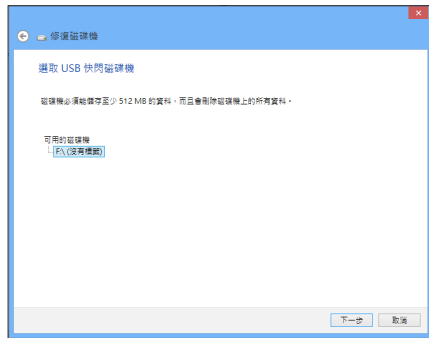 修復磁碟機
選取 USB 快閃磁碟機
磁碟機必須能儲存至少 512 MB 的資料，而且會刪除磁碟機上的所有資料。
可用的磁碟機
F:\ (沒有標籤)
下一步
取消